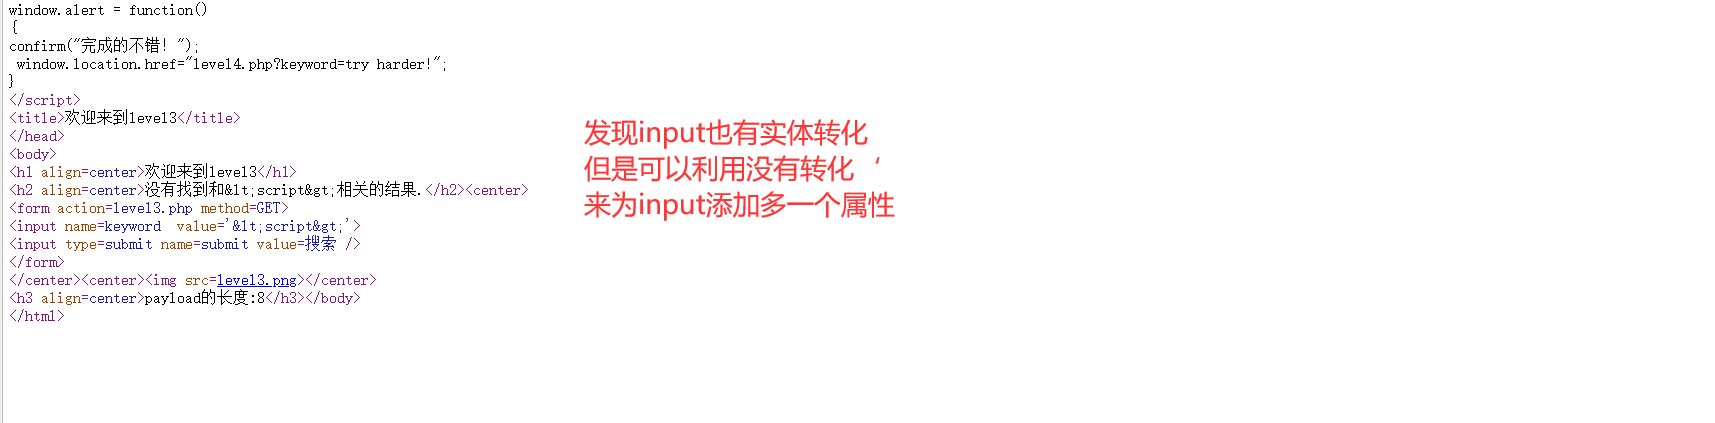 window.alert = function()
{
confirm("完成的不错！");
 window.location.href="level4.php?keyword=try harder!";
}
</script>
<title>欢迎来到level3</title>
</head>
<body>
<h1 align=center>欢迎来到level3</h1>
<h2 align=center>没有找到和&lt;script&gt;相关的结果.</h2><center>
<form action=level3.php method=GET>
<input name=keyword  value='&lt;script&gt;'>
<input type=submit name=submit value=搜索 />
</form>
</center><center><img src=level3.png></center>
<h3 align=center>payload的长度:8</h3></body>
</html>
发现input也有实体转化
但是可以利用没有转化‘
来为input添加多一个属性